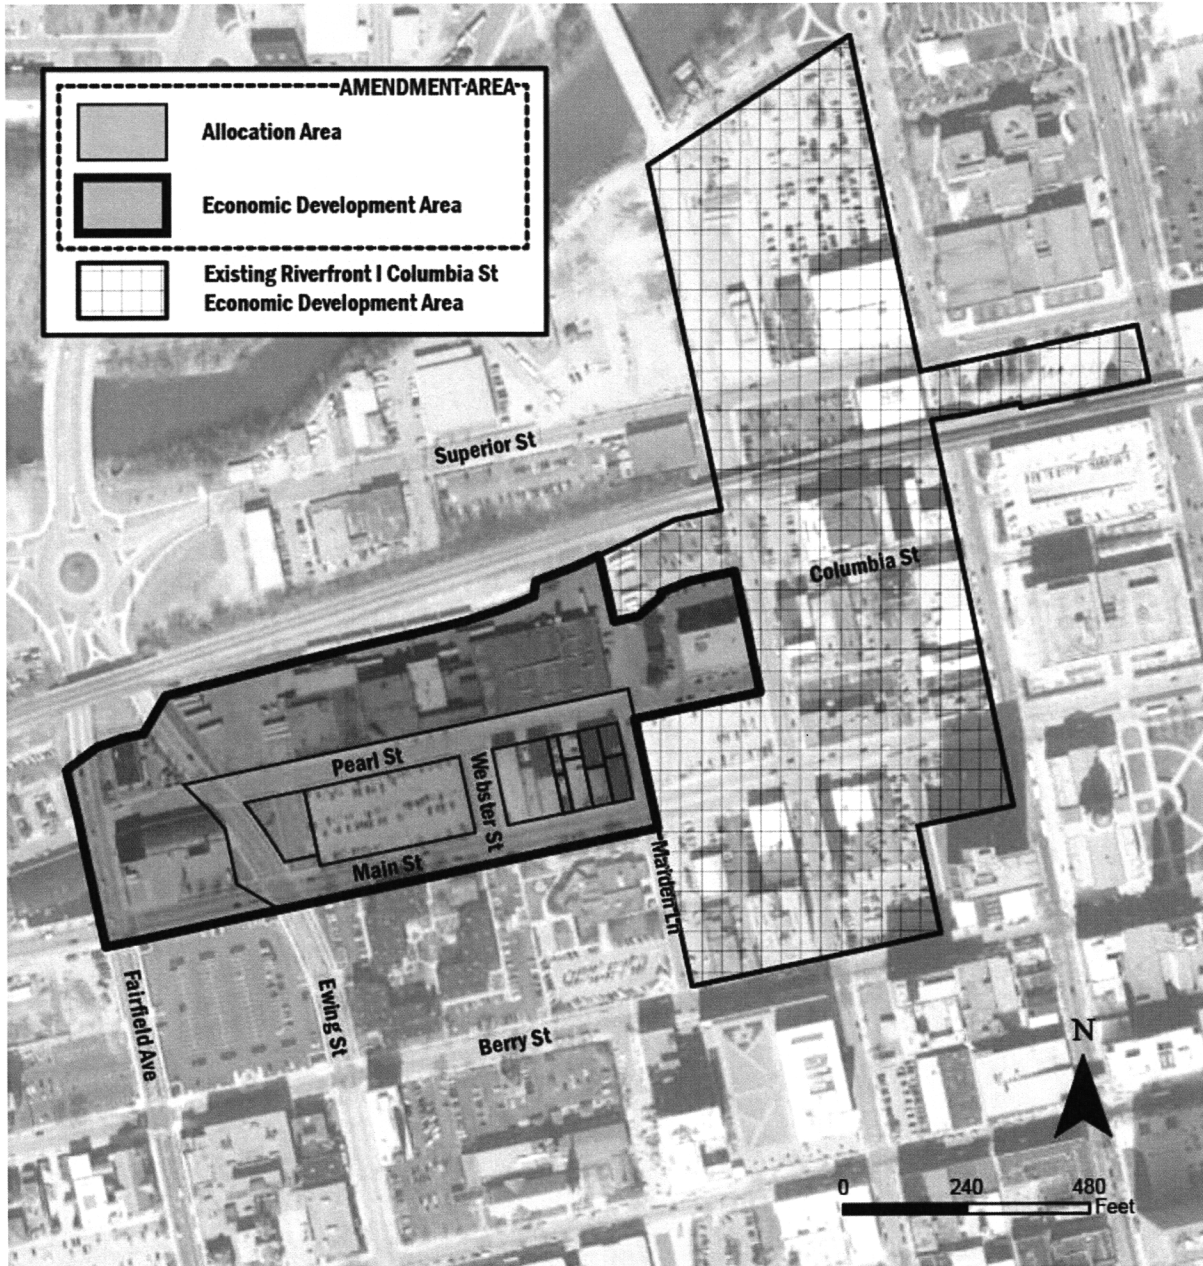 AMENDMENT AREA
Allocation Area
Economic Development Area
Existing Riverfront I Columbia St
Economic Development Area
Superior St
Columbia St
Pearl St
Webster St
Main St
Maiden Ln
Fairfield Ave
Ewing St
Berry St
N
0 240 480
Feet